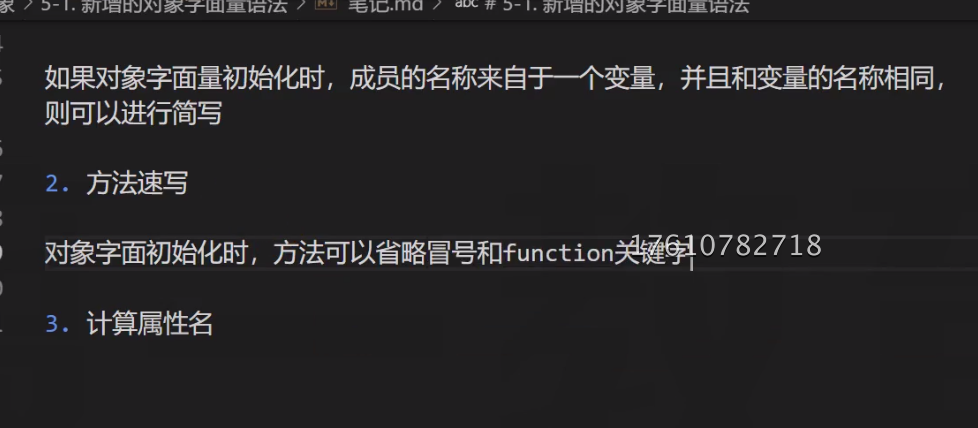 象 > 5-1. 新增的对象字面量语法 > 笔记.md > abc # 5-1. 新增的对象字面量语法
如果对象字面量初始化时，成员的名称来自于一个变量，并且和变量的名称相同，
则可以进行简写
2. 方法速写
对象字面初始化时，方法可以省略冒号和function关键字
17610782718
3. 计算属性名